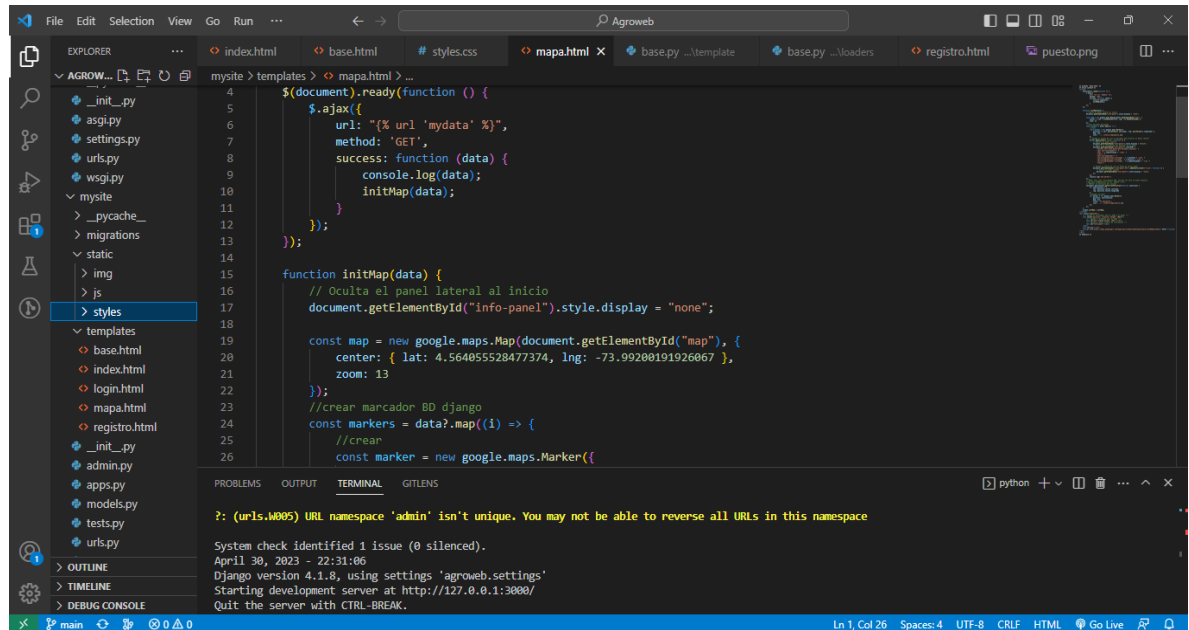 File Edit Selection View Go Run ··· Agroweb
EXPLORER ···
index.html base.html # styles.css mapa.html base.py ...\template base.py ...\loaders registro.html puesto.png
AGROW...
mysite > templates > mapa.html > ...
__init__.py
asgi.py
settings.py
urls.py
wsgi.py
mysite
__pycache__
migrations
static
img
js
styles
templates
base.html
index.html
login.html
mapa.html
registro.html
__init__.py
admin.py
apps.py
models.py
tests.py
urls.py
OUTLINE
TIMELINE
DEBUG CONSOLE
1
1
4 $(document).ready(function () {
5 $.ajax({
6 url: "{% url 'mydata' %}",
7 method: 'GET',
8 success: function (data) {
9 console.log(data);
10 initMap(data);
11 }
12 });
13 });
14
15 function initMap(data) {
16 // Oculta el panel lateral al inicio
17 document.getElementById("info-panel").style.display = "none";
18
19 const map = new google.maps.Map(document.getElementById("map"), {
20 center: { lat: 4.564055528477374, lng: -73.99200191926067 },
21 zoom: 13
22 });
23 //crear marcador BD django
24 const markers = data?.map((i) => {
25 //crear
26 const marker = new google.maps.Marker({
PROBLEMS OUTPUT TERMINAL GITLENS python
?: (urls.W005) URL namespace 'admin' isn't unique. You may not be able to reverse all URLs in this namespace
System check identified 1 issue (0 silenced).
April 30, 2023 - 22:31:06
Django version 4.1.8, using settings 'agroweb.settings'
Starting development server at http://127.0.0.1:3000/
Quit the server with CTRL-BREAK.
main 0 0 Ln 1, Col 26 Spaces: 4 UTF-8 CRLF HTML Go Live